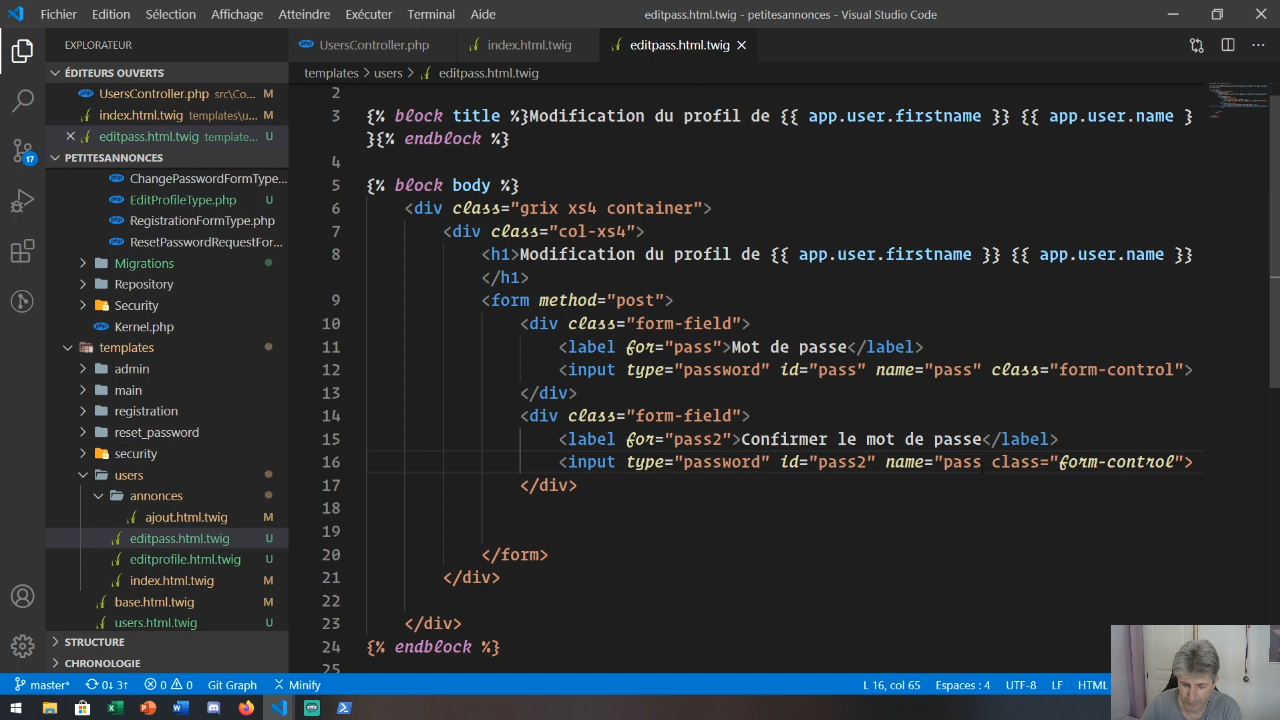 Fichier Edition Sélection Affichage Atteindre Exécuter Terminal Aide editpass.html.twig - petitesannonces - Visual Studio Code
EXPLORATEUR
UsersController.php index.html.twig editpass.html.twig
templates > users > editpass.html.twig
ÉDITEURS OUVERTS
UsersController.php src\Co... M
index.html.twig templates\u... M
editpass.html.twig template... U
17
PETITESANNONCES
ChangePasswordFormType...
EditProfileType.php U
RegistrationFormType.php
ResetPasswordRequestFor...
Migrations
Repository
Security
Kernel.php
templates
admin
main
registration
reset_password
security
users
annonces
ajout.html.twig M
editpass.html.twig U
editprofile.html.twig U
index.html.twig M
base.html.twig M
users.html.twig U
STRUCTURE
CHRONOLOGIE
2
3 {% block title %}Modification du profil de {{ app.user.firstname }} {{ app.user.name }
}{% endblock %}
4
5 {% block body %}
6 <div class="grix xs4 container">
7 <div class="col-xs4">
8 <h1>Modification du profil de {{ app.user.firstname }} {{ app.user.name }}
</h1>
9 <form method="post">
10 <div class="form-field">
11 <label for="pass">Mot de passe</label>
12 <input type="password" id="pass" name="pass" class="form-control">
13 </div>
14 <div class="form-field">
15 <label for="pass2">Confirmer le mot de passe</label>
16 <input type="password" id="pass2" name="pass class="form-control">
17 </div>
18
19
20 </form>
21 </div>
22
23 </div>
24 {% endblock %}
25
master* 0↓ 3↑ 0 0 Git Graph Minify L 16, col 65 Espaces : 4 UTF-8 LF HTML